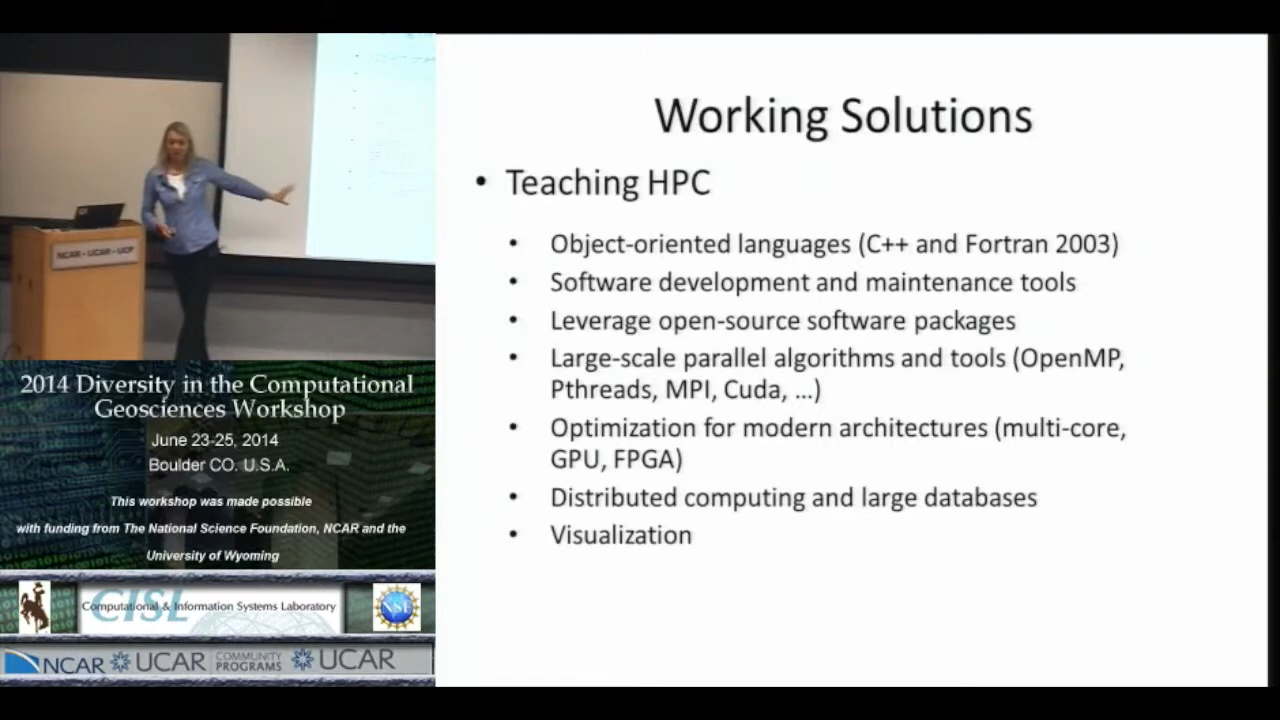 Working Solutions
• Teaching HPC
• Object-oriented languages (C++ and Fortran 2003)
• Software development and maintenance tools
• Leverage open-source software packages
• Large-scale parallel algorithms and tools (OpenMP,
Pthreads, MPI, Cuda, ...)
• Optimization for modern architectures (multi-core,
GPU, FPGA)
• Distributed computing and large databases
• Visualization
NCAR - UCAR - UCP
2014 Diversity in the Computational
Geosciences Workshop
June 23-25, 2014
Boulder CO. U.S.A.
This workshop was made possible
with funding from The National Science Foundation, NCAR and the
University of Wyoming
CISL
Computational & Information Systems Laboratory
NSF
NCAR UCAR COMMUNITY PROGRAMS UCAR